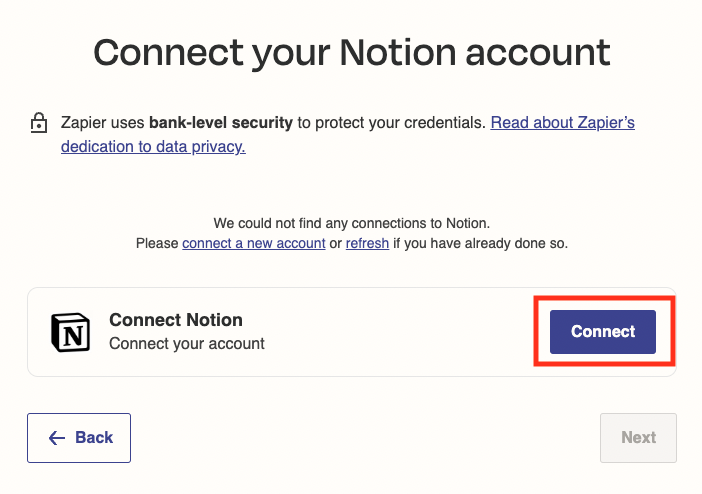 Connect your Notion account
Zapier uses bank-level security to protect your credentials. Read about Zapier's
dedication to data privacy.
We could not find any connections to Notion.
Please connect a new account or refresh if you have already done so.
N
Connect Notion
Connect your account
Connect
Back
Next